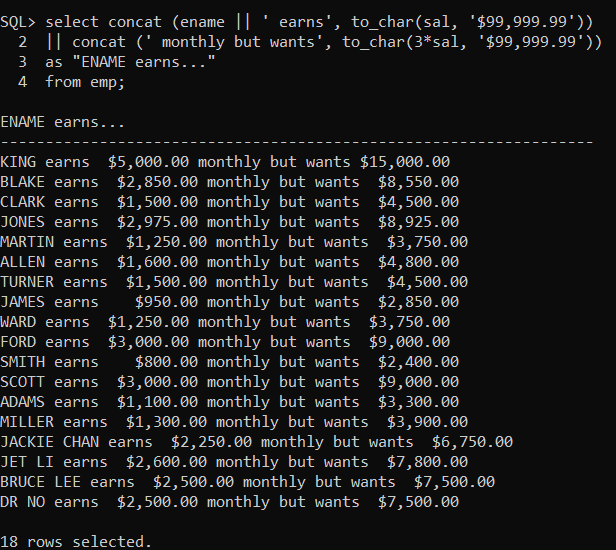 SQL> select concat (ename || ' earns', to_char(sal, '$99,999.99'))
  2  || concat (' monthly but wants', to_char(3*sal, '$99,999.99'))
  3  as "ENAME earns..."
  4  from emp;
ENAME earns...
------------------------------------------------------------------
KING earns  $5,000.00 monthly but wants $15,000.00
BLAKE earns  $2,850.00 monthly but wants  $8,550.00
CLARK earns  $1,500.00 monthly but wants  $4,500.00
JONES earns  $2,975.00 monthly but wants  $8,925.00
MARTIN earns  $1,250.00 monthly but wants  $3,750.00
ALLEN earns  $1,600.00 monthly but wants  $4,800.00
TURNER earns  $1,500.00 monthly but wants  $4,500.00
JAMES earns    $950.00 monthly but wants  $2,850.00
WARD earns  $1,250.00 monthly but wants  $3,750.00
FORD earns  $3,000.00 monthly but wants  $9,000.00
SMITH earns    $800.00 monthly but wants  $2,400.00
SCOTT earns  $3,000.00 monthly but wants  $9,000.00
ADAMS earns  $1,100.00 monthly but wants  $3,300.00
MILLER earns  $1,300.00 monthly but wants  $3,900.00
JACKIE CHAN earns  $2,250.00 monthly but wants  $6,750.00
JET LI earns  $2,600.00 monthly but wants  $7,800.00
BRUCE LEE earns  $2,500.00 monthly but wants  $7,500.00
DR NO earns  $2,500.00 monthly but wants  $7,500.00
18 rows selected.